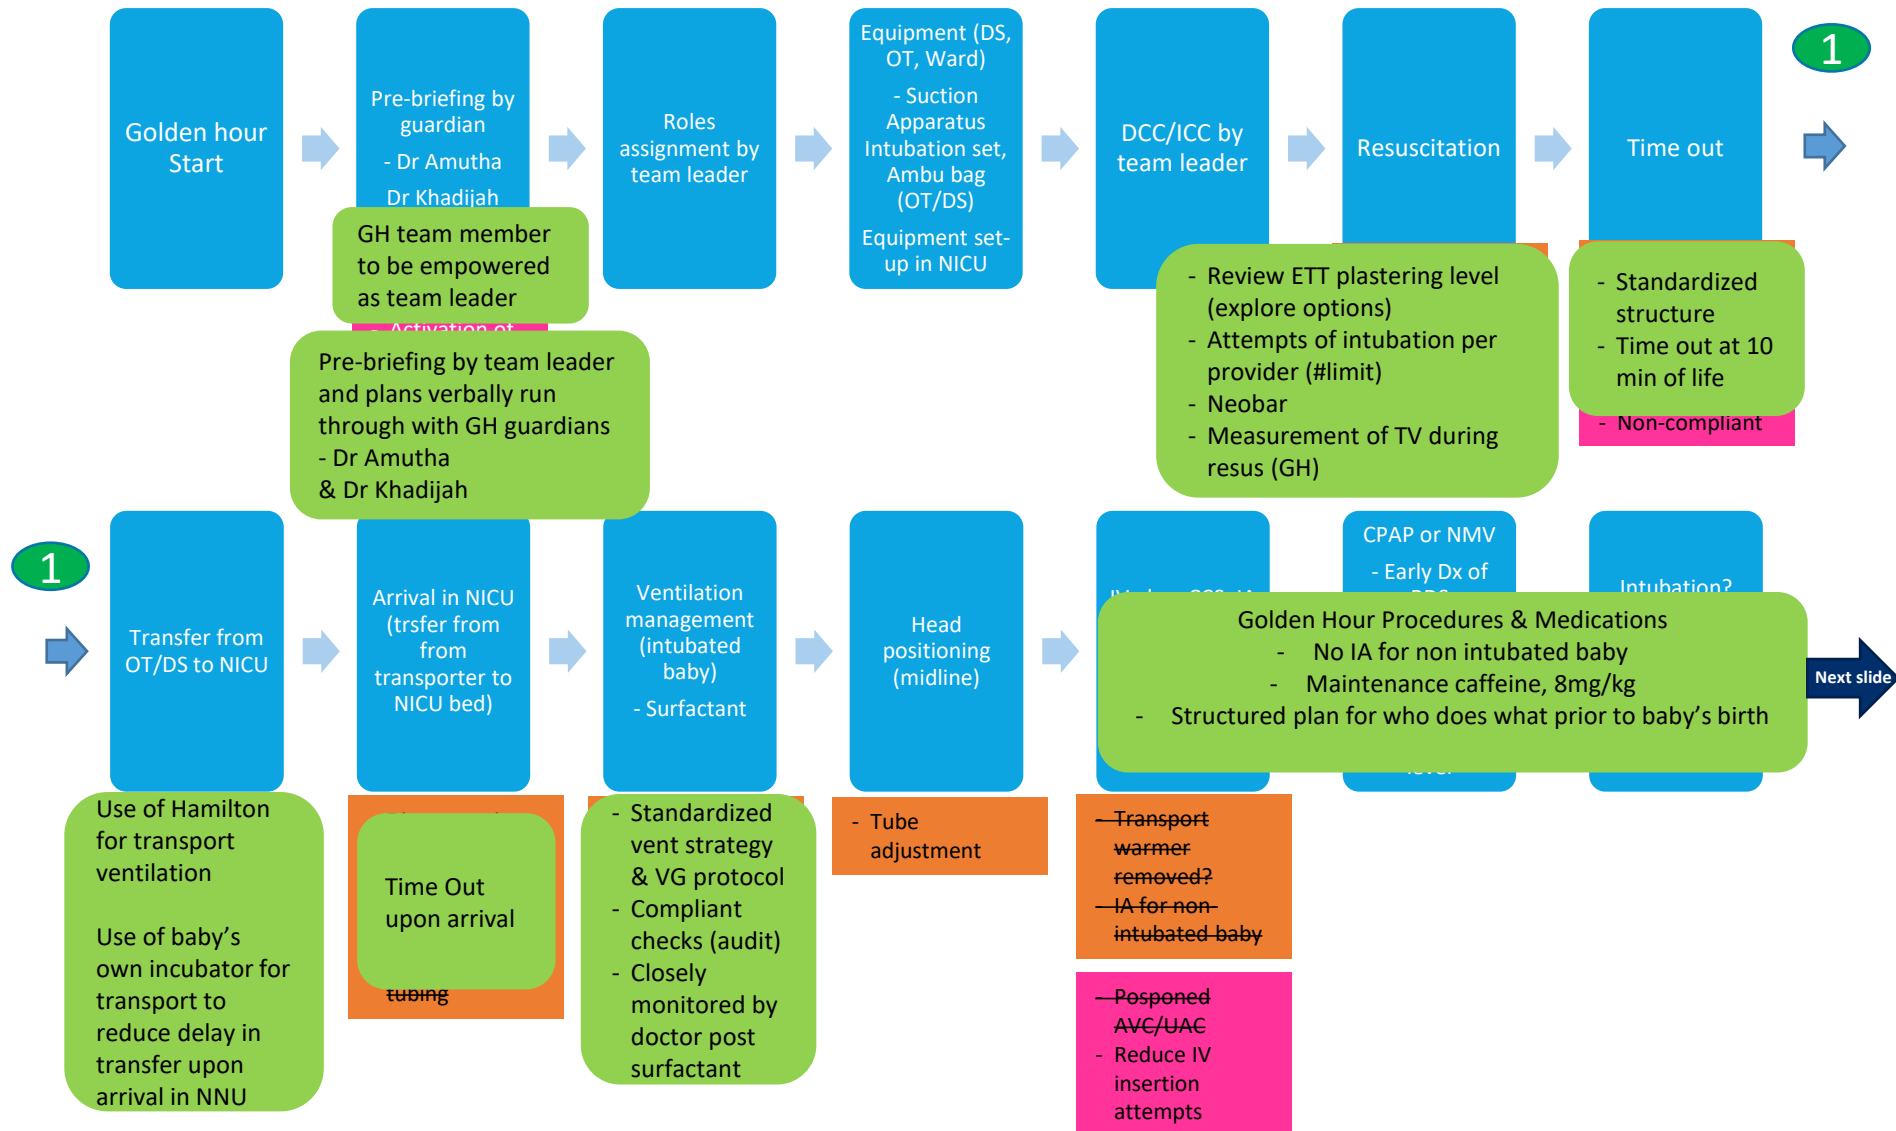 Golden hour
Start
Pre-briefing by
guardian
- Dr Amutha
Dr Khadijah
GH team member
to be empowered
as team leader
- Activation of
Pre-briefing by team leader
and plans verbally run
through with GH guardians
- Dr Amutha
& Dr Khadijah
Roles
assignment by
team leader
Equipment (DS,
OT, Ward)
- Suction
Apparatus
Intubation set,
Ambu bag
(OT/DS)
Equipment set-
up in NICU
DCC/ICC by
team leader
Resuscitation
- Review ETT plastering level
(explore options)
- Attempts of intubation per
provider (#limit)
- Neobar
- Measurement of TV during
resus (GH)
Time out
- Standardized
structure
- Time out at 10
min of life
- Non-compliant
1
1
Transfer from
OT/DS to NICU
Use of Hamilton
for transport
ventilation
Use of baby’s
own incubator for
transport to
reduce delay in
transfer upon
arrival in NNU
Arrival in NICU
(trsfer from
from
transporter to
NICU bed)
Time Out
upon arrival
tubing
Ventilation
management
(intubated
baby)
- Surfactant
- Standardized
vent strategy
& VG protocol
- Compliant
checks (audit)
- Closely
monitored by
doctor post
surfactant
Head
positioning
(midline)
- Tube
adjustment
CPAP or NMV
- Early Dx of
Intubation?
Golden Hour Procedures & Medications
- No IA for non intubated baby
- Maintenance caffeine, 8mg/kg
- Structured plan for who does what prior to baby’s birth
level
- Transport
warmer
removed?
- IA for non-
intubated baby
- Posponed
AVC/UAC
- Reduce IV
insertion
attempts
Next slide